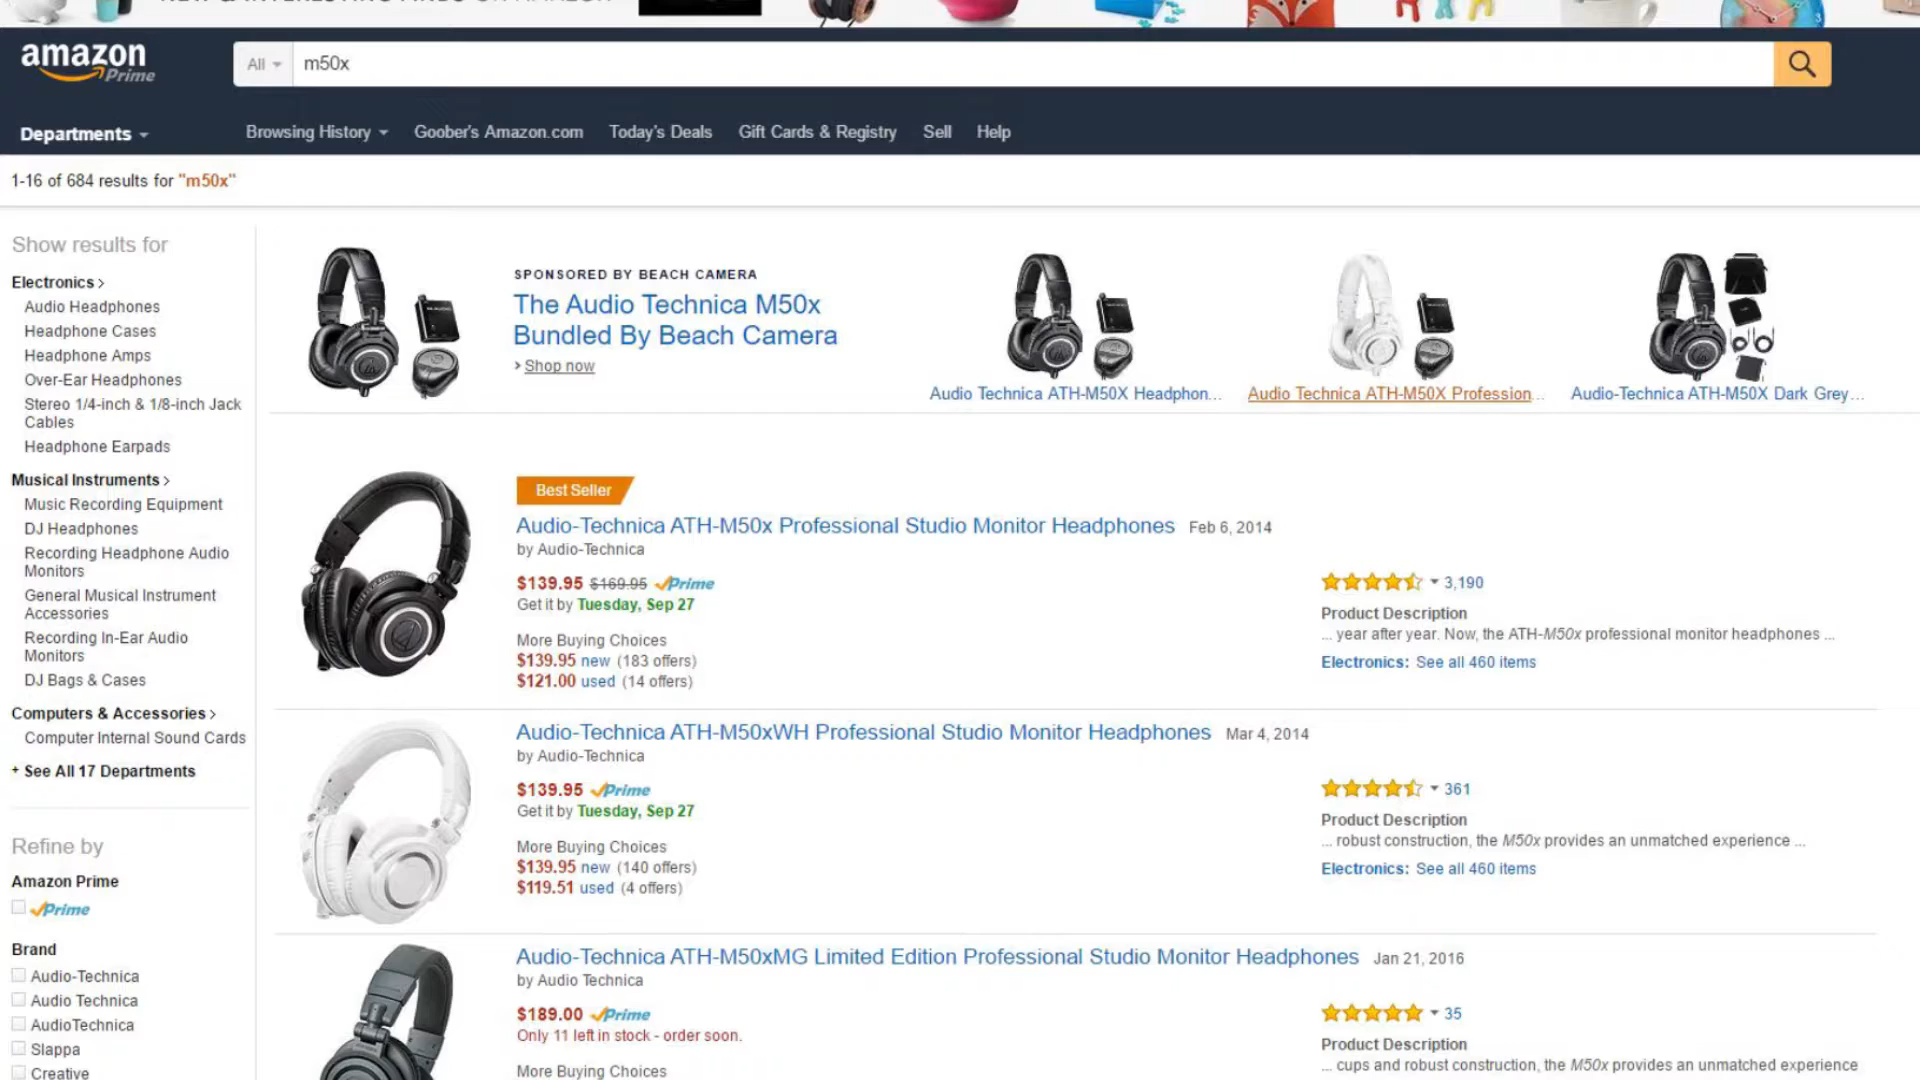 amazon
Prime
All
m50x
Departments
Browsing History
Goober's Amazon.com
Today's Deals
Gift Cards & Registry
Sell
Help
1-16 of 684 results for "m50x"
Show results for
Electronics >
Audio Headphones
Headphone Cases
Headphone Amps
Over-Ear Headphones
Stereo 1/4-inch & 1/8-inch Jack
Cables
Headphone Earpads
Musical Instruments >
Music Recording Equipment
DJ Headphones
Recording Headphone Audio
Monitors
General Musical Instrument
Accessories
Recording In-Ear Audio
Monitors
DJ Bags & Cases
Computers & Accessories >
Computer Internal Sound Cards
+ See All 17 Departments
Refine by
Amazon Prime
Prime
Brand
Audio-Technica
Audio Technica
AudioTechnica
Slappa
Creative
SPONSORED BY BEACH CAMERA
The Audio Technica M50x
Bundled By Beach Camera
> Shop now
Audio Technica ATH-M50X Headphon...
Audio Technica ATH-M50X Profession...
Audio-Technica ATH-M50X Dark Grey...
Best Seller
Audio-Technica ATH-M50x Professional Studio Monitor Headphones Feb 6, 2014
by Audio-Technica
$139.95 $169.95 Prime
Get it by Tuesday, Sep 27
More Buying Choices
$139.95 new (183 offers)
$121.00 used (14 offers)
3,190
Product Description
... year after year. Now, the ATH-M50x professional monitor headphones ...
Electronics: See all 460 items
Audio-Technica ATH-M50xWH Professional Studio Monitor Headphones Mar 4, 2014
by Audio-Technica
$139.95 Prime
Get it by Tuesday, Sep 27
More Buying Choices
$139.95 new (140 offers)
$119.51 used (4 offers)
361
Product Description
... robust construction, the M50x provides an unmatched experience ...
Electronics: See all 460 items
Audio-Technica ATH-M50xMG Limited Edition Professional Studio Monitor Headphones Jan 21, 2016
by Audio Technica
$189.00 Prime
Only 11 left in stock - order soon.
More Buying Choices
35
Product Description
... cups and robust construction, the M50x provides an unmatched experience